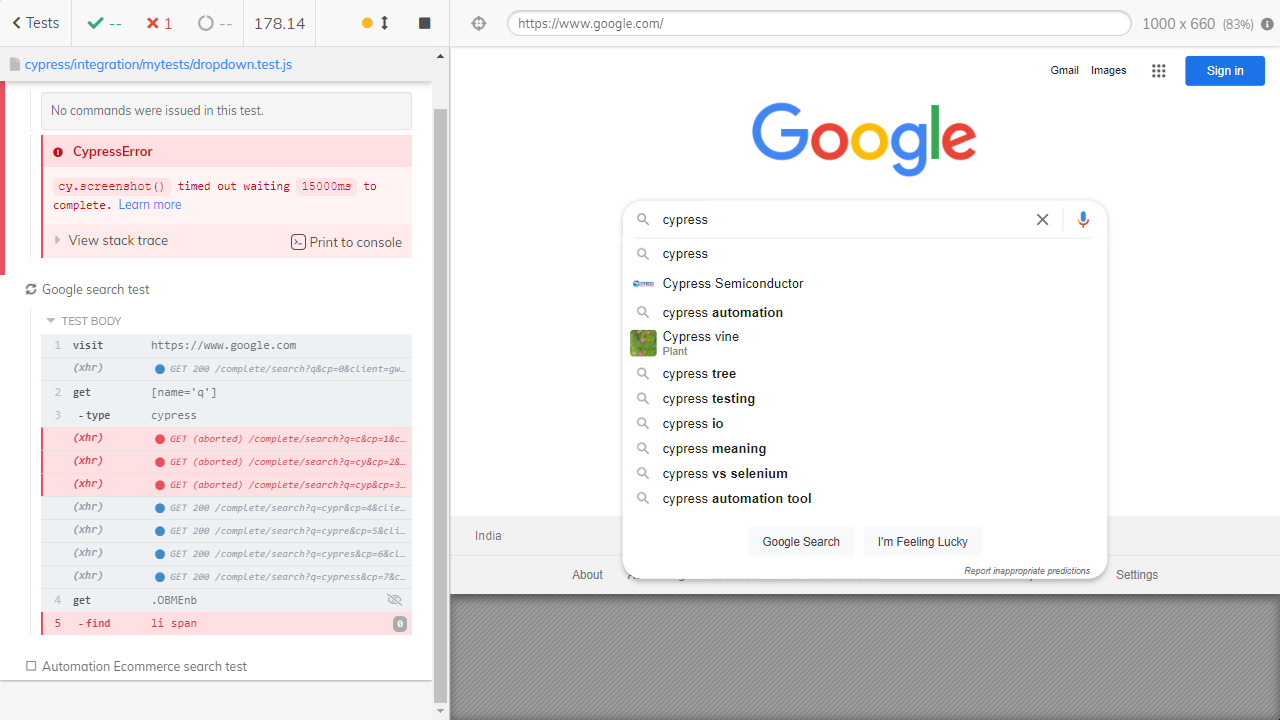 Tests
--
1
--
178.14
https://www.google.com/
1000 x 660 (83%)
cypress/integration/mytests/dropdown.test.js
No commands were issued in this test.
CypressError
cy.screenshot() timed out waiting 15000ms to
complete. Learn more
View stack trace
Print to console
Google search test
TEST BODY
1 visit https://www.google.com
(xhr) GET 200 /complete/search?q&cp=0&client=gw…
2 get [name='q']
3 -type cypress
(xhr) GET (aborted) /complete/search?q=c&cp=1&c…
(xhr) GET (aborted) /complete/search?q=cy&cp=2&…
(xhr) GET (aborted) /complete/search?q=cyp&cp=3…
(xhr) GET 200 /complete/search?q=cypr&cp=4&clie…
(xhr) GET 200 /complete/search?q=cypre&cp=5&cli…
(xhr) GET 200 /complete/search?q=cypres&cp=6&cl…
(xhr) GET 200 /complete/search?q=cypress&cp=7&c…
4 get .OBMEnb
5 -find li span 0
Automation Ecommerce search test
Gmail Images Sign in
Google
cypress
cypress
Cypress Semiconductor
cypress automation
Cypress vine
Plant
cypress tree
cypress testing
cypress io
cypress meaning
cypress vs selenium
cypress automation tool
Google Search I'm Feeling Lucky
Report inappropriate predictions
India
About
Settings